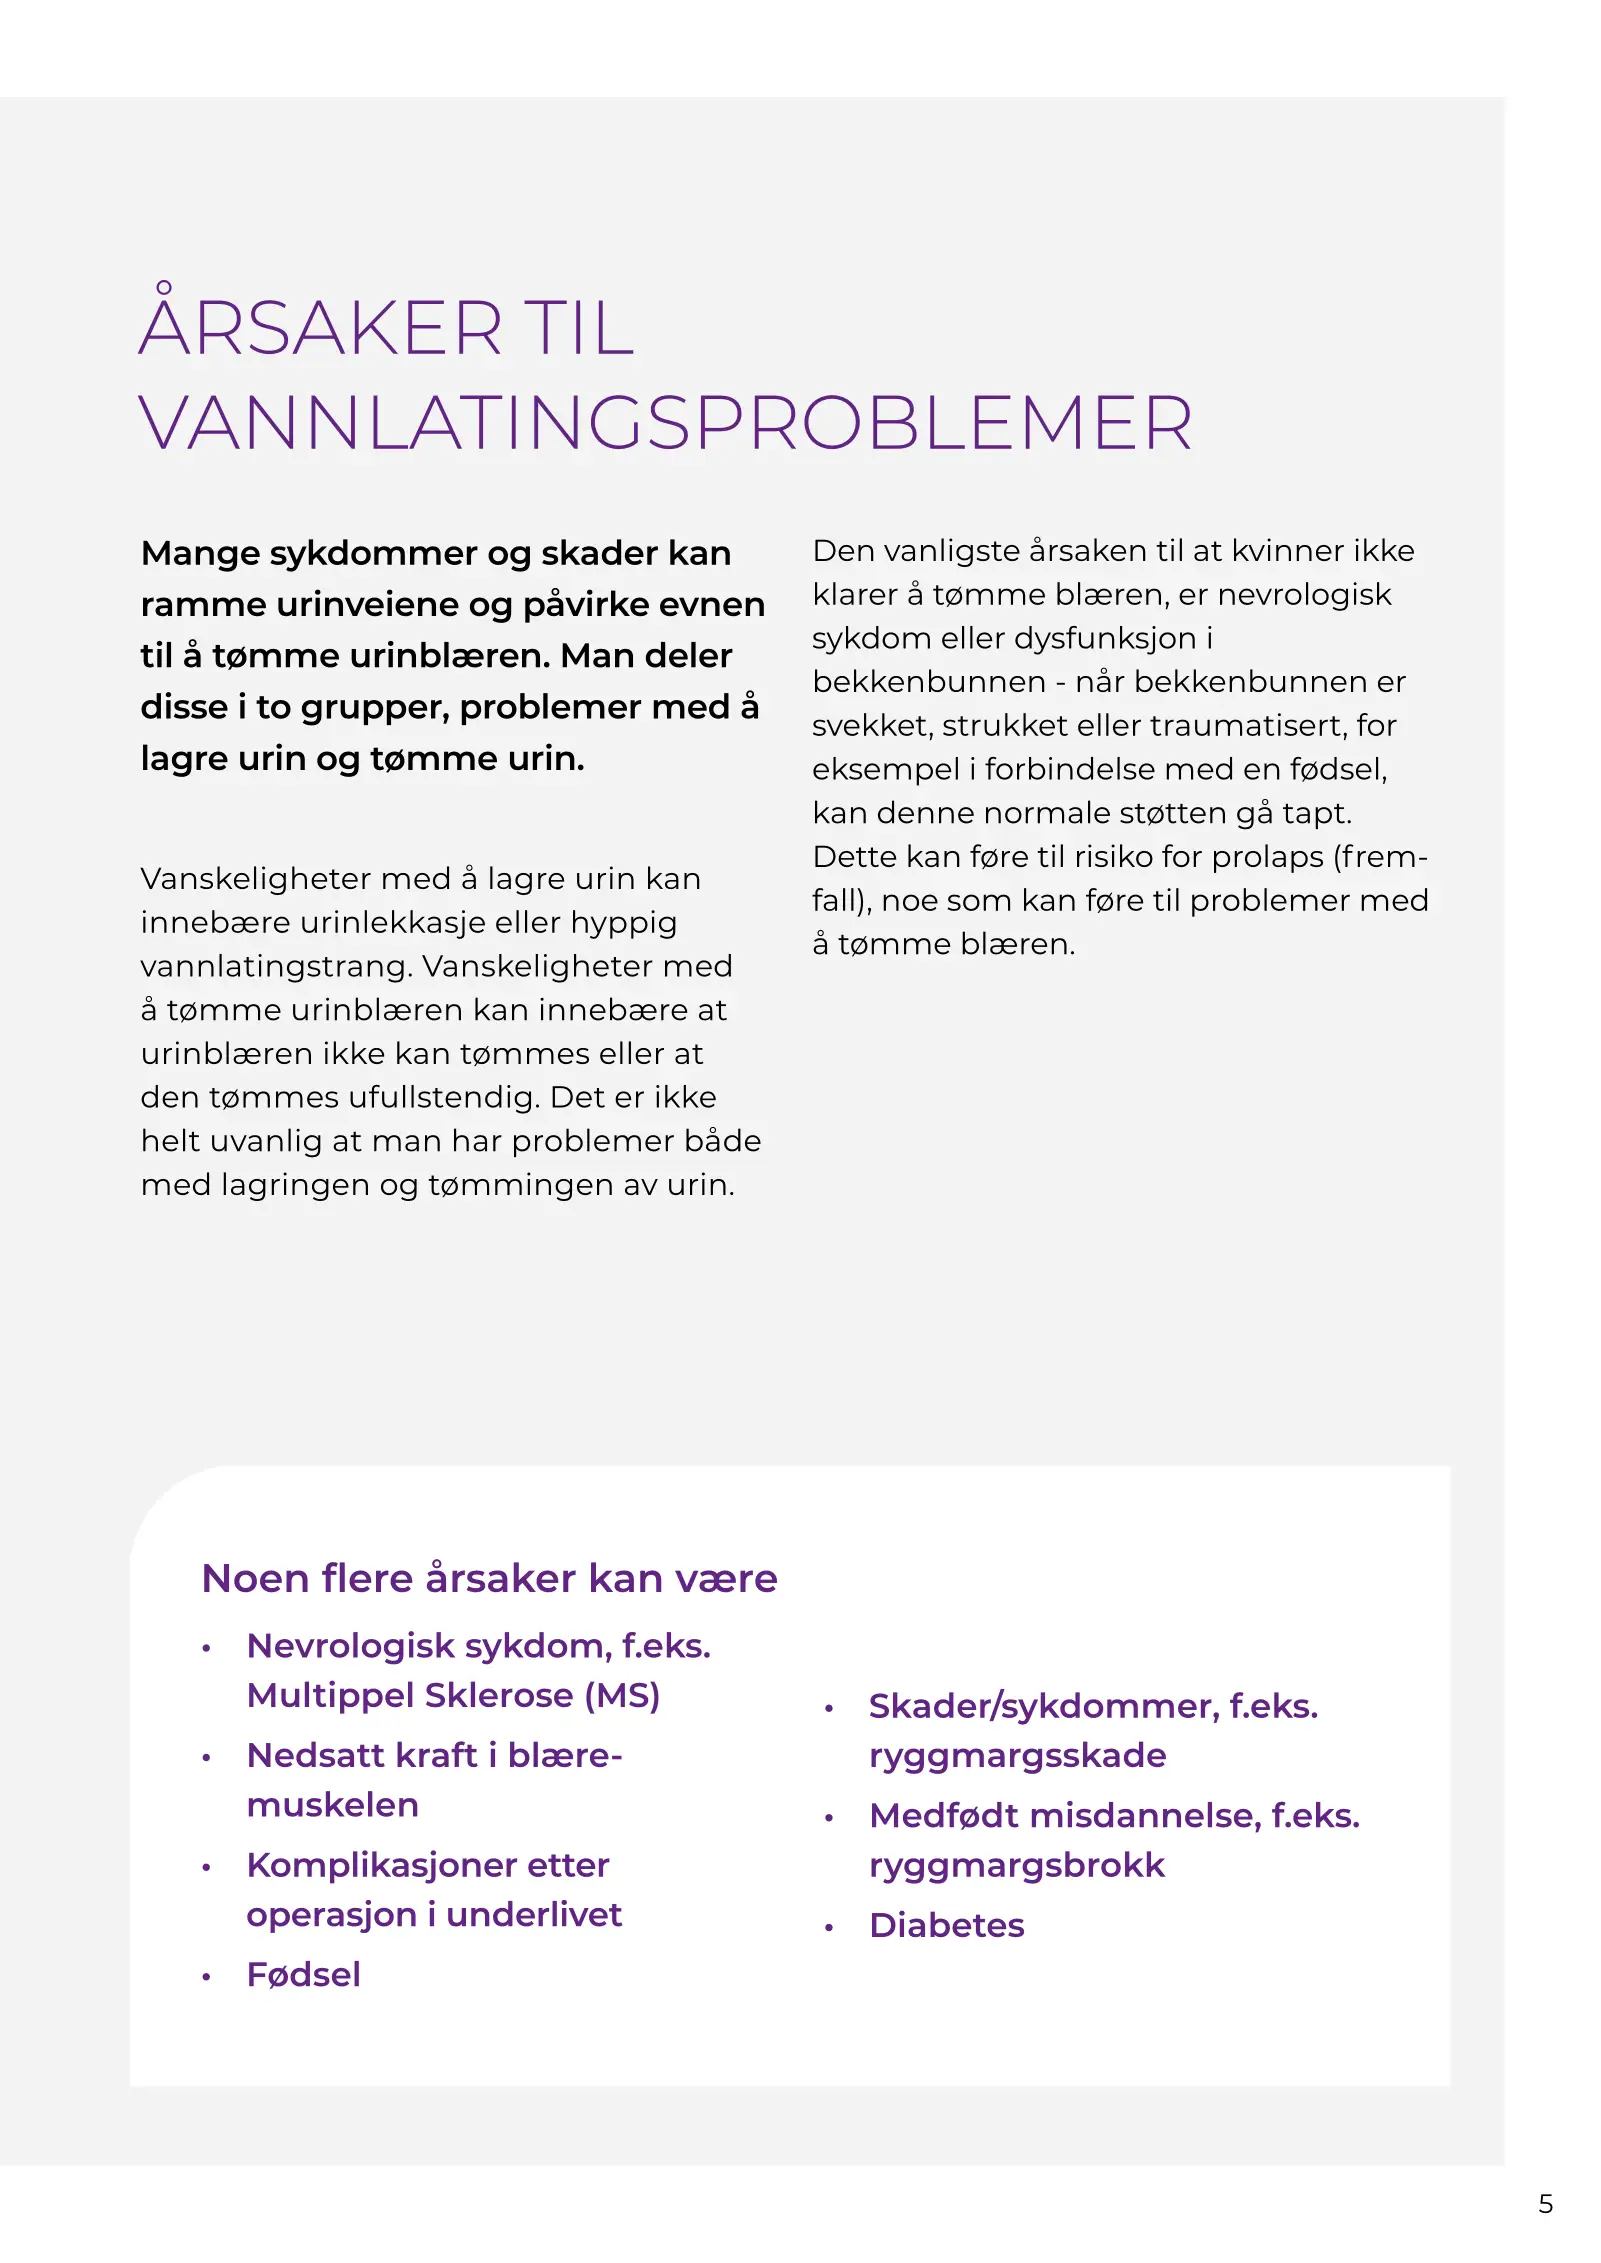 ÅRSAKER TIL
VANNLATINGSPROBLEMER
Mange sykdommer og skader kan
ramme urinveiene og påvirke evnen
til å tømme urinblæren. Man deler
disse i to grupper, problemer med å
lagre urin og tømme urin.
Vanskeligheter med å lagre urin kan
innebære urinlekkasje eller hyppig
vannlatingstrang. Vanskeligheter med
å tømme urinblæren kan innebære at
urinblæren ikke kan tømmes eller at
den tømmes ufullstendig. Det er ikke
helt uvanlig at man har problemer både
med lagringen og tømmingen av urin.
Den vanligste årsaken til at kvinner ikke
klarer å tømme blæren, er nevrologisk
sykdom eller dysfunksjon i
bekkenbunnen - når bekkenbunnen er
svekket, strukket eller traumatisert, for
eksempel i forbindelse med en fødsel,
kan denne normale støtten gå tapt.
Dette kan føre til risiko for prolaps (frem-
fall), noe som kan føre til problemer med
å tømme blæren.
Noen flere årsaker kan være
• Nevrologisk sykdom, f.eks.
Multippel Sklerose (MS)
• Nedsatt kraft i blære-
muskelen
• Komplikasjoner etter
operasjon i underlivet
• Fødsel
• Skader/sykdommer, f.eks.
ryggmargsskade
• Medfødt misdannelse, f.eks.
ryggmargsbrokk
• Diabetes
5